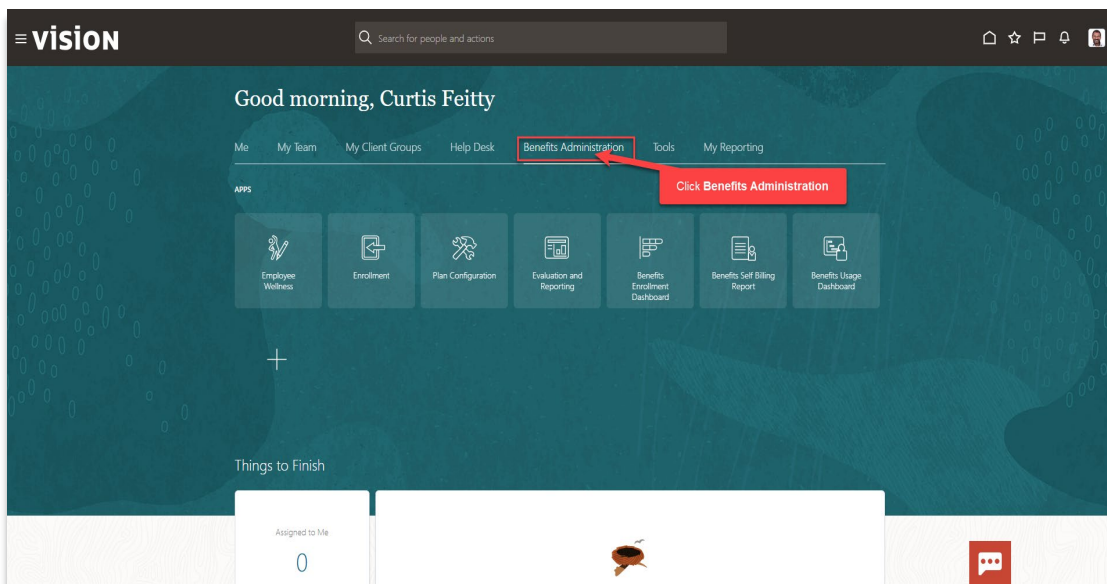 vision
Search for people and actions
Good morning, Curtis Feitty
Me My Team My Client Groups Help Desk Benefits Administration Tools My Reporting
Click Benefits Administration
APPS
Employee
Wellness
Enrollment
Plan Configuration
Evaluation and
Reporting
Benefits
Enrollment
Dashboard
Benefits Self Billing
Report
Benefits Usage
Dashboard
Things to Finish
Assigned to Me
0